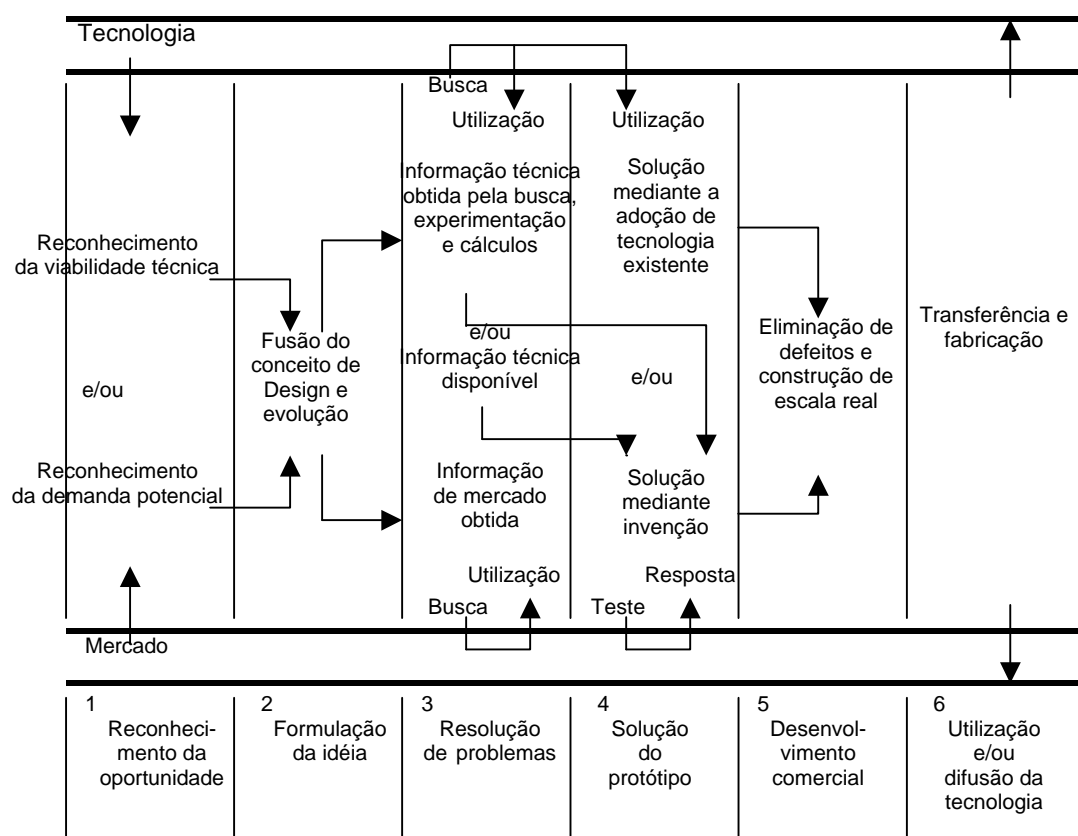 Tecnologia
Busca
Utilização
Utilização
Informação técnica
obtida pela busca,
experimentação
e cálculos
Solução
mediante a
adoção de
tecnologia
existente
Reconhecimento
da viabilidade técnica
e/ou
Reconhecimento
da demanda potencial
Fusão do
conceito de
Design e
evolução
e/ou
Informação técnica
disponível
e/ou
Informação
de mercado
obtida
Solução
mediante
invenção
Eliminação de
defeitos e
construção de
escala real
Transferência e
fabricação
Utilização
Busca
Resposta
Teste
Mercado
1
Reconheci-
mento da
oportunidade
2
Formulação
da idéia
3
Resolução
de problemas
4
Solução
do
protótipo
5
Desenvol-
vimento
comercial
6
Utilização
e/ou
difusão da
tecnologia